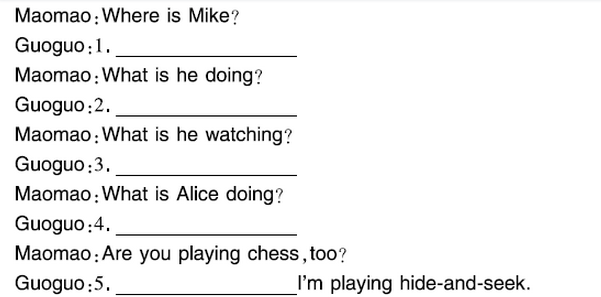 Maomao:Where is Mike?
Guoguo:1.
Maomao:What is he doing?
Guoguo:2.
Maomao:What is he watching?
Guoguo:3.
Maomao:What is Alice doing?
Guoguo:4.
Maomao:Are you playing chess,too?
Guoguo:5. I'm playing hide-and-seek.